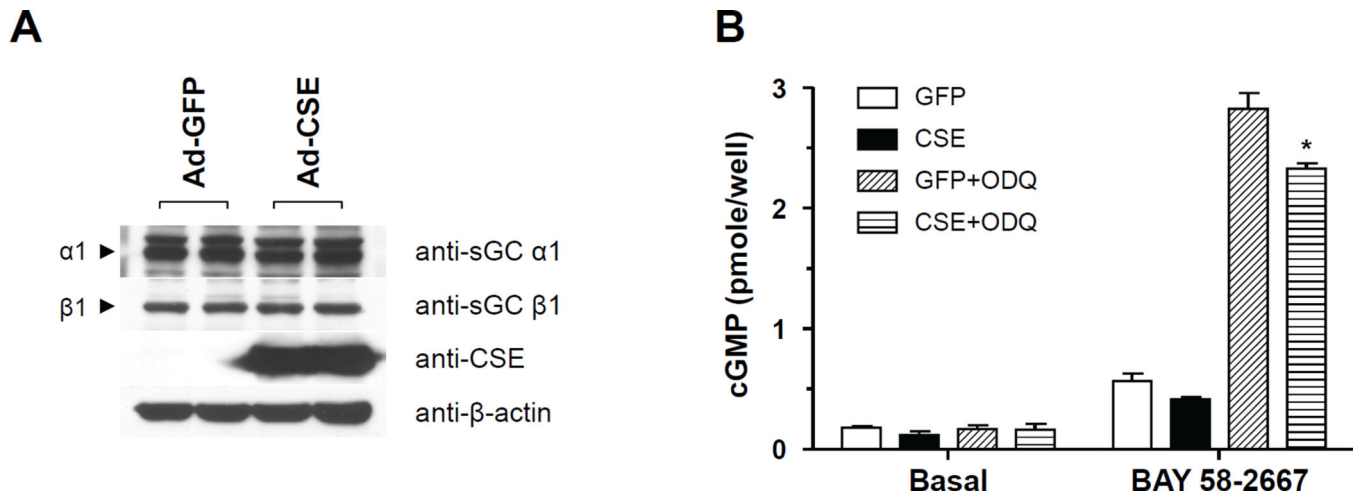 A
Ad-GFP
Ad-CSE
α1
anti-sGC α1
β1
anti-sGC β1
anti-CSE
anti-β-actin
B
cGMP (pmole/well)
3
2
1
0
GFP
CSE
GFP+ODQ
CSE+ODQ
*
Basal
BAY 58-2667